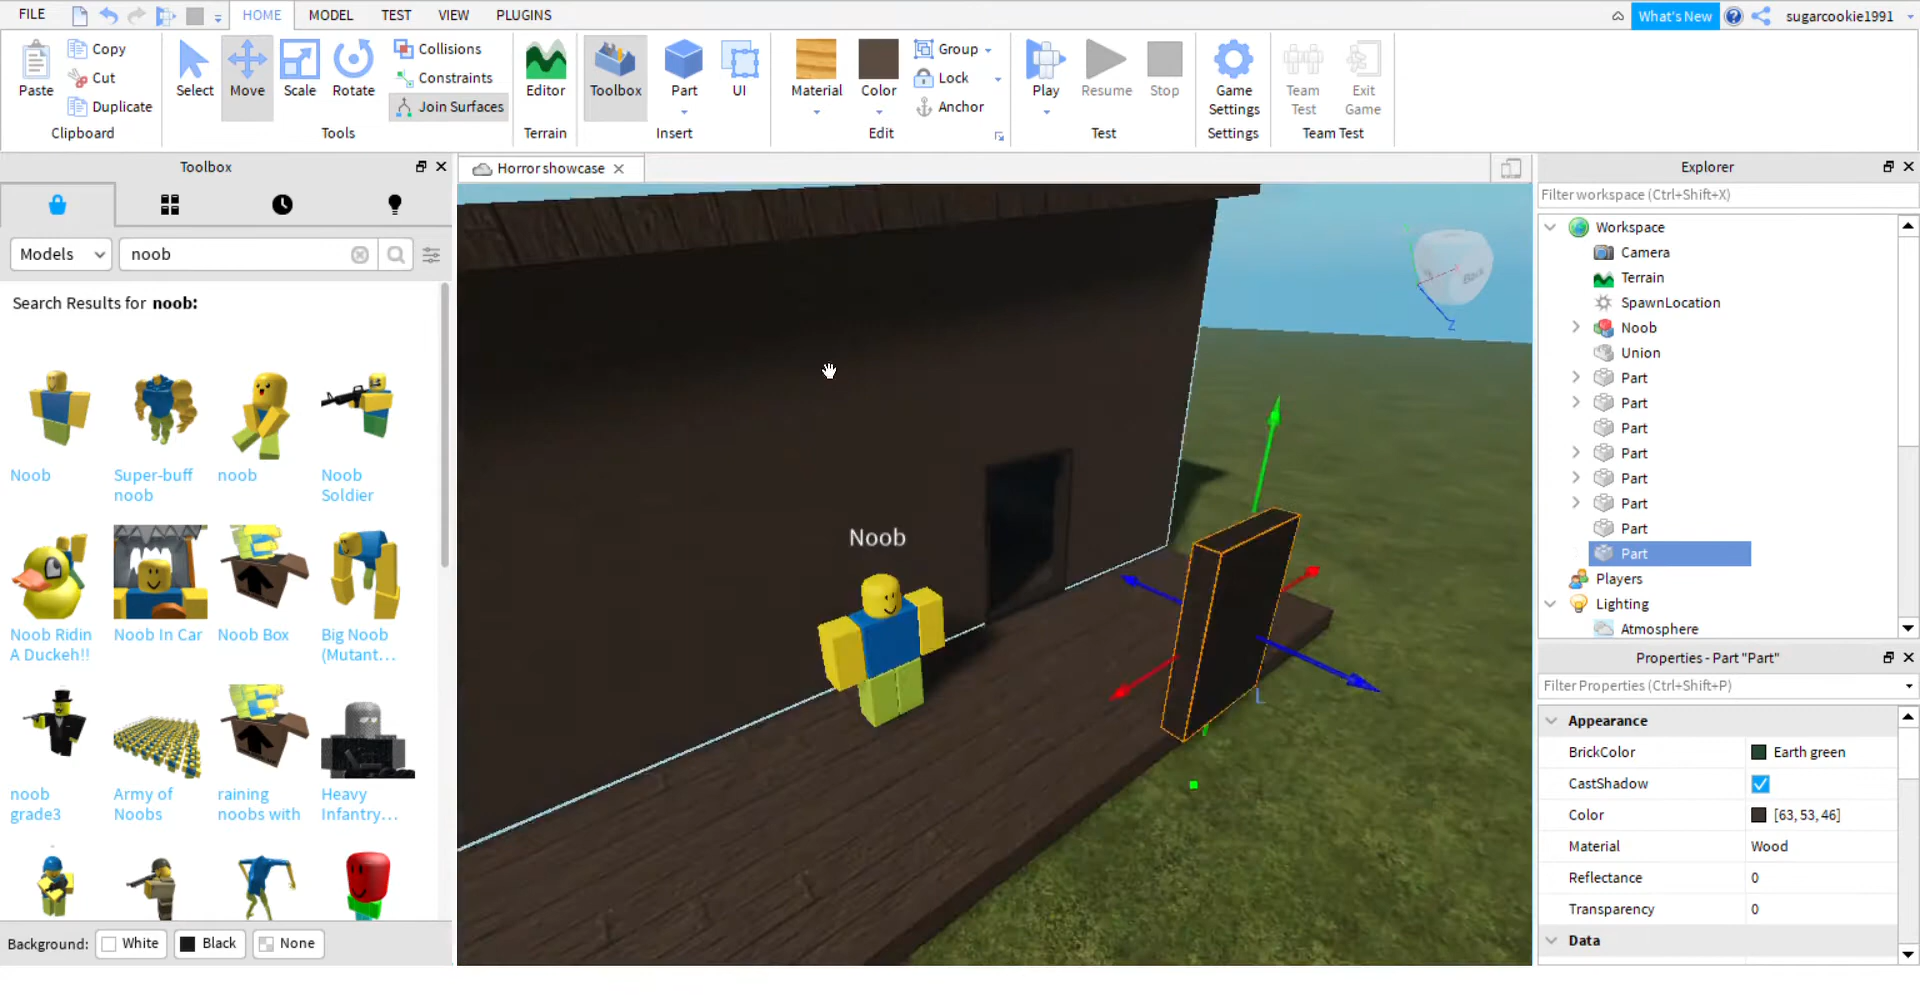 FILE HOME MODEL TEST VIEW PLUGINS What's New sugarcookie1991
Paste Copy Cut Duplicate
Clipboard
Select Move Scale Rotate Collisions Constraints Join Surfaces
Tools
Editor
Terrain
Toolbox Part UI
Insert
Material Color Group Lock Anchor
Edit
Play Resume Stop
Test
Game Settings
Settings
Team Test Exit Game
Team Test
Toolbox
Models noob
Search Results for noob:
Noob Super-buff noob noob Noob Soldier
Noob Ridin A Duckeh!! Noob In Car Noob Box Big Noob (Mutant...
noob grade3 Army of Noobs raining noobs with Heavy Infantry...
Background: White Black None
Horror showcase
Noob
Z
Back
L
Explorer
Filter workspace (Ctrl+Shift+X)
Workspace
Camera
Terrain
SpawnLocation
Noob
Union
Part
Part
Part
Part
Part
Part
Part
Part
Players
Lighting
Atmosphere
Properties - Part "Part"
Filter Properties (Ctrl+Shift+P)
Appearance
BrickColor Earth green
CastShadow
Color [63, 53, 46]
Material Wood
Reflectance 0
Transparency 0
Data